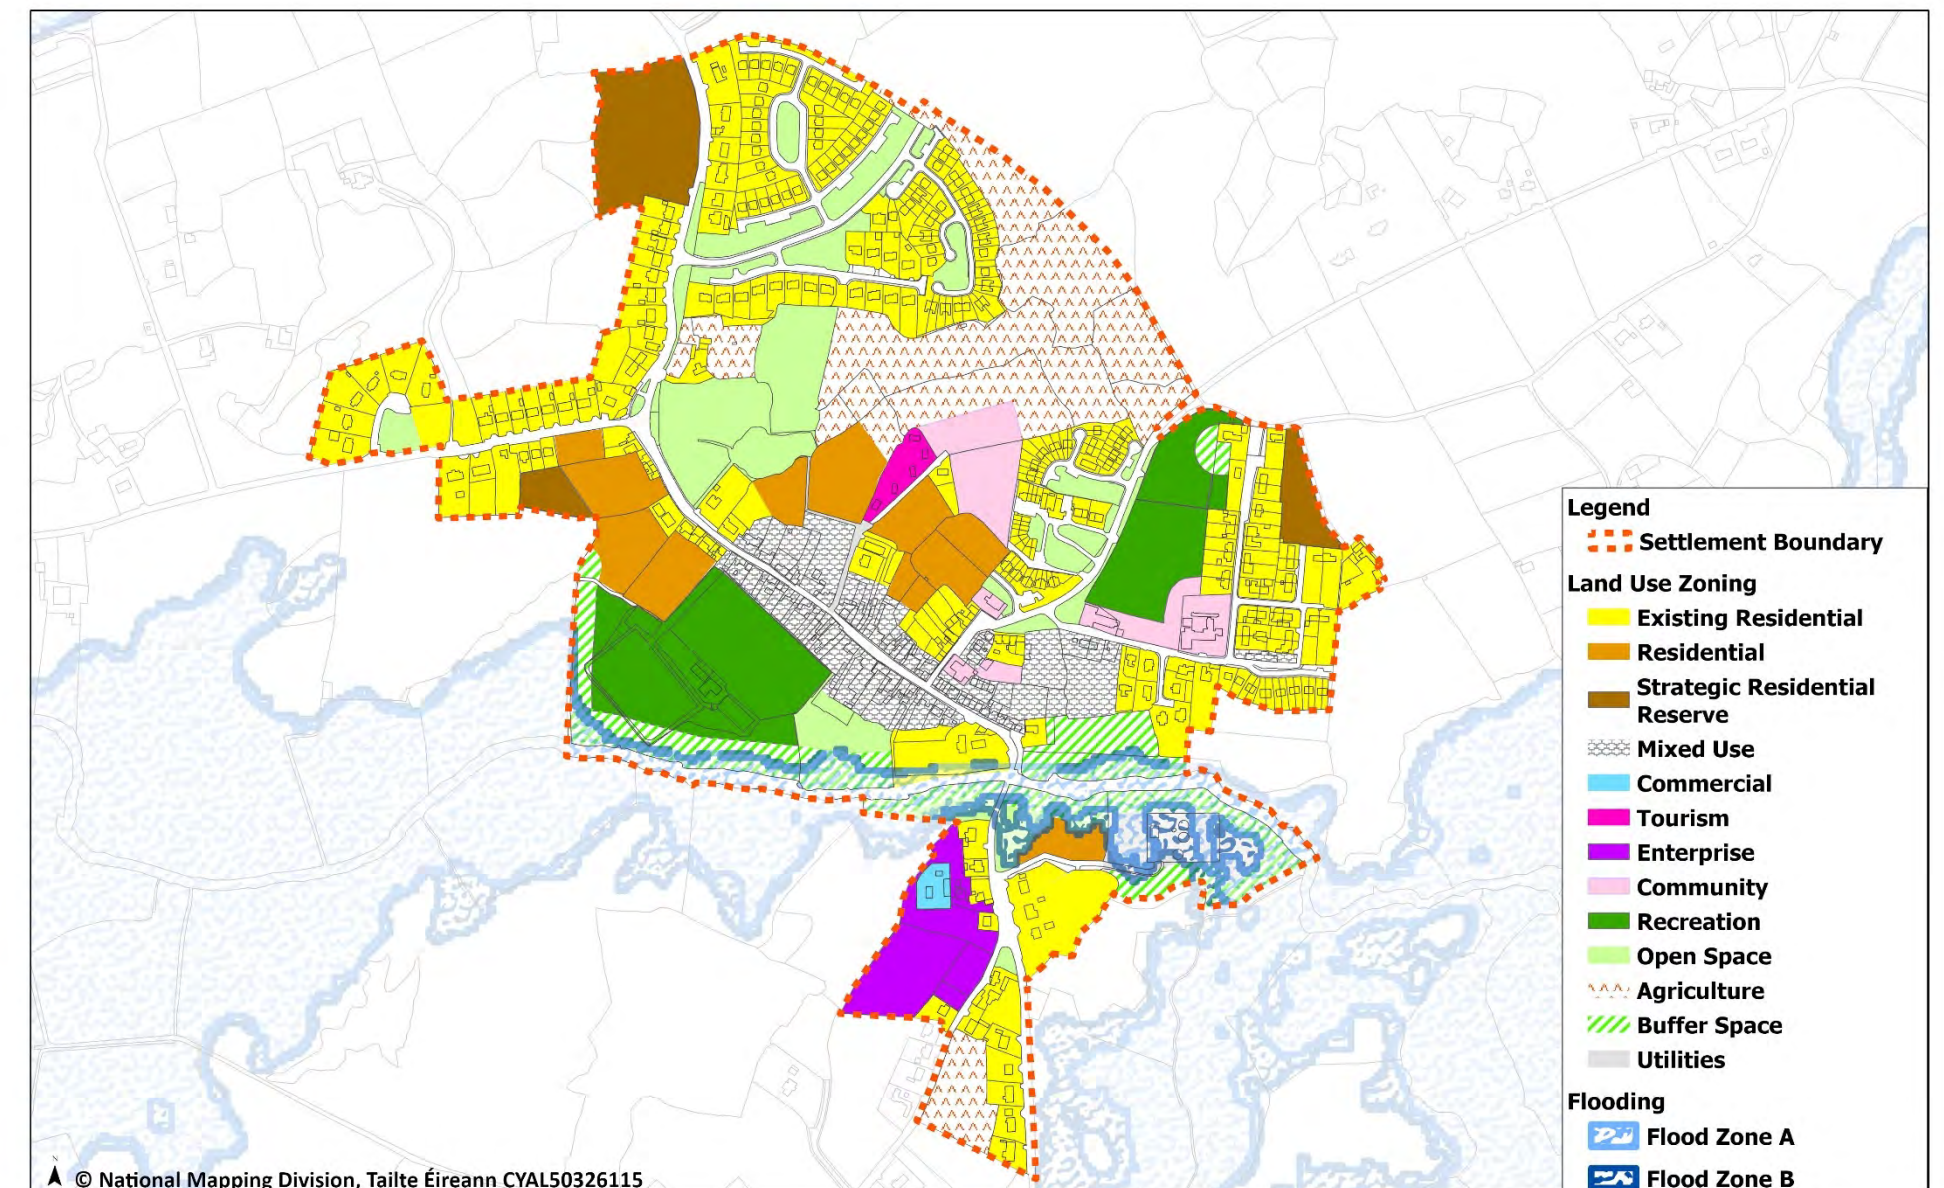 Legend
Settlement Boundary
Land Use Zoning
Existing Residential
Residential
Strategic Residential
Reserve
Mixed Use
Commercial
Tourism
Enterprise
Community
Recreation
Open Space
Agriculture
Buffer Space
Utilities
Flooding
Flood Zone A
Flood Zone B
N
© National Mapping Division, Tailte Éireann CYAL50326115